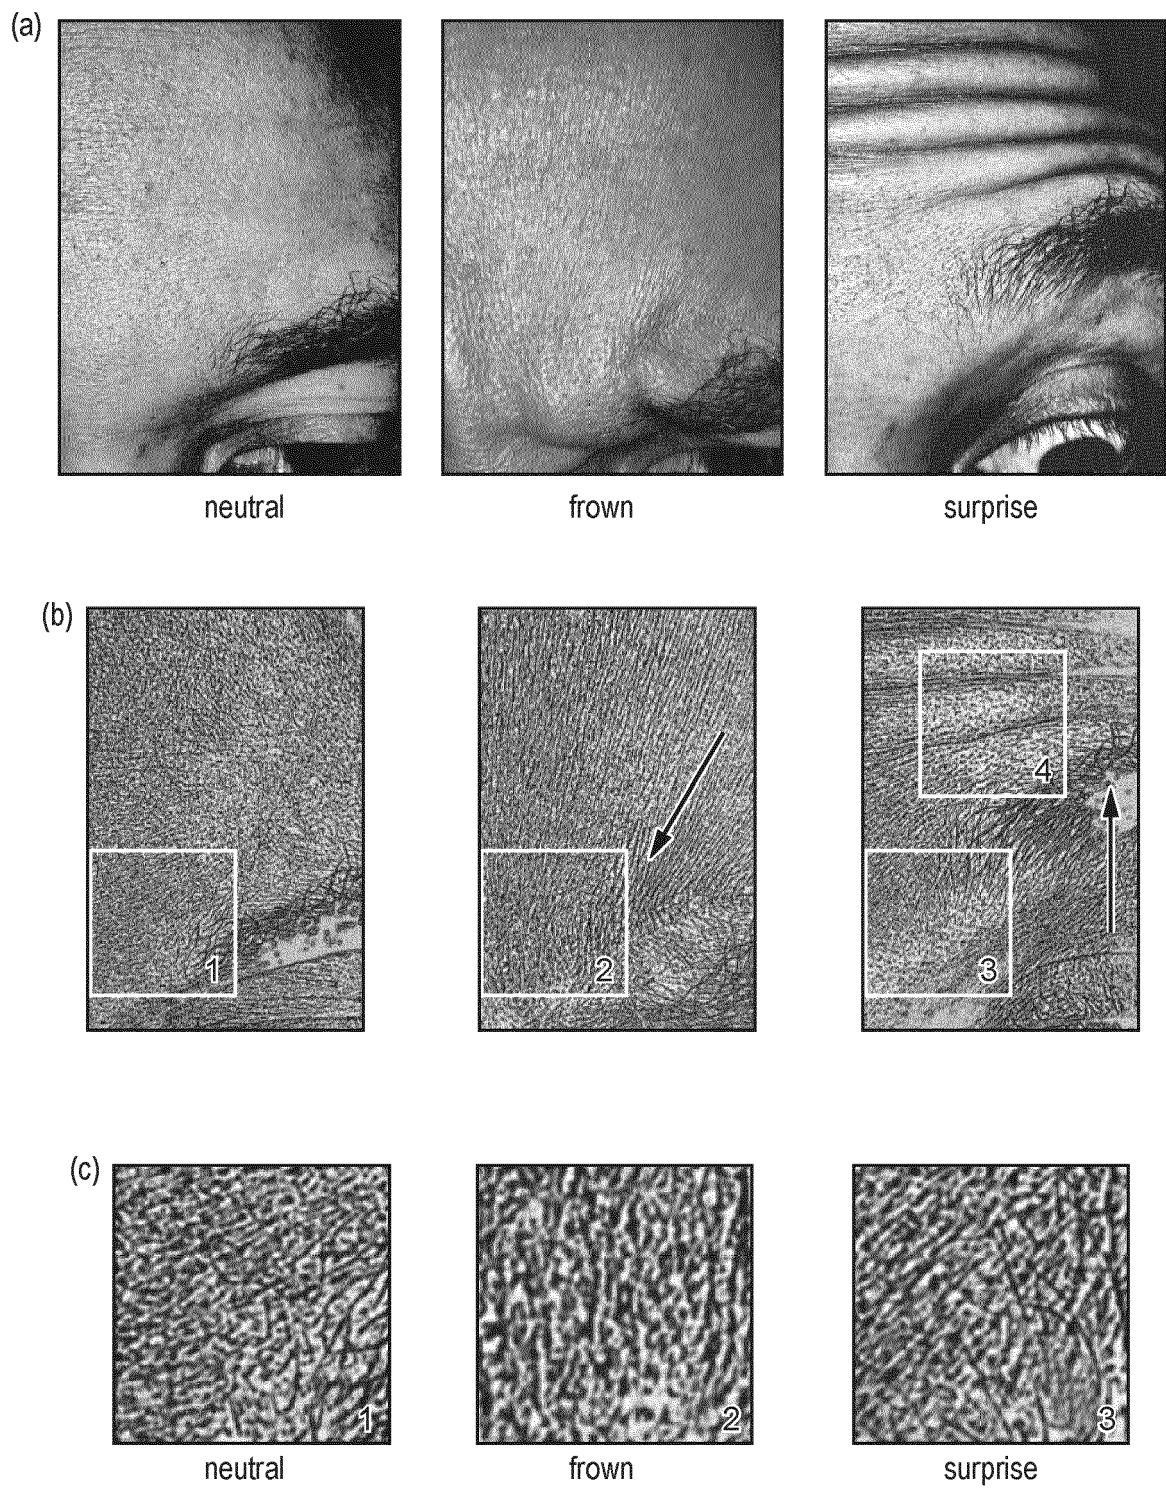 (a)
neutral frown surprise
(b)
1 2 3 4
(c)
1 2 3
neutral frown surprise